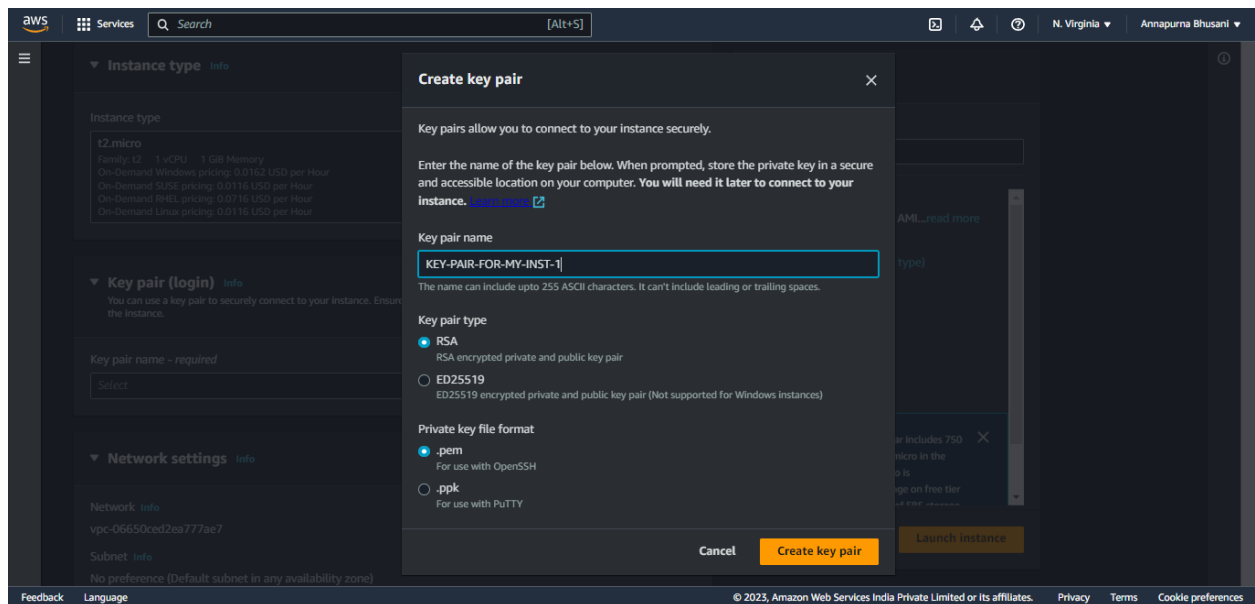 aws
Services
Search
[Alt+S]
N. Virginia
Annapurna Bhusani
Instance type Info
Instance type
t2.micro
Family: t2 1 vCPU 1 GiB Memory
On-Demand Windows pricing: 0.0162 USD per Hour
On-Demand SUSE pricing: 0.0116 USD per Hour
On-Demand RHEL pricing: 0.0716 USD per Hour
On-Demand Linux pricing: 0.0116 USD per Hour
Key pair (login) Info
You can use a key pair to securely connect to your instance. Ensure
the instance.
Key pair name - required
Select
Network settings Info
Network Info
vpc-06650ced2ea777ae7
Subnet Info
No preference (Default subnet in any availability zone)
Create key pair
Key pairs allow you to connect to your instance securely.
Enter the name of the key pair below. When prompted, store the private key in a secure
and accessible location on your computer. You will need it later to connect to your
instance. Learn more
Key pair name
KEY-PAIR-FOR-MY-INST-1
The name can include upto 255 ASCII characters. It can't include leading or trailing spaces.
Key pair type
RSA
RSA encrypted private and public key pair
ED25519
ED25519 encrypted private and public key pair (Not supported for Windows instances)
Private key file format
.pem
For use with OpenSSH
.ppk
For use with PuTTY
Cancel
Create key pair
AMI...read more
type)
ar includes 750
micro in the
o is
ge on free tier
Launch instance
Feedback
Language
© 2023, Amazon Web Services India Private Limited or its affiliates.
Privacy
Terms
Cookie preferences